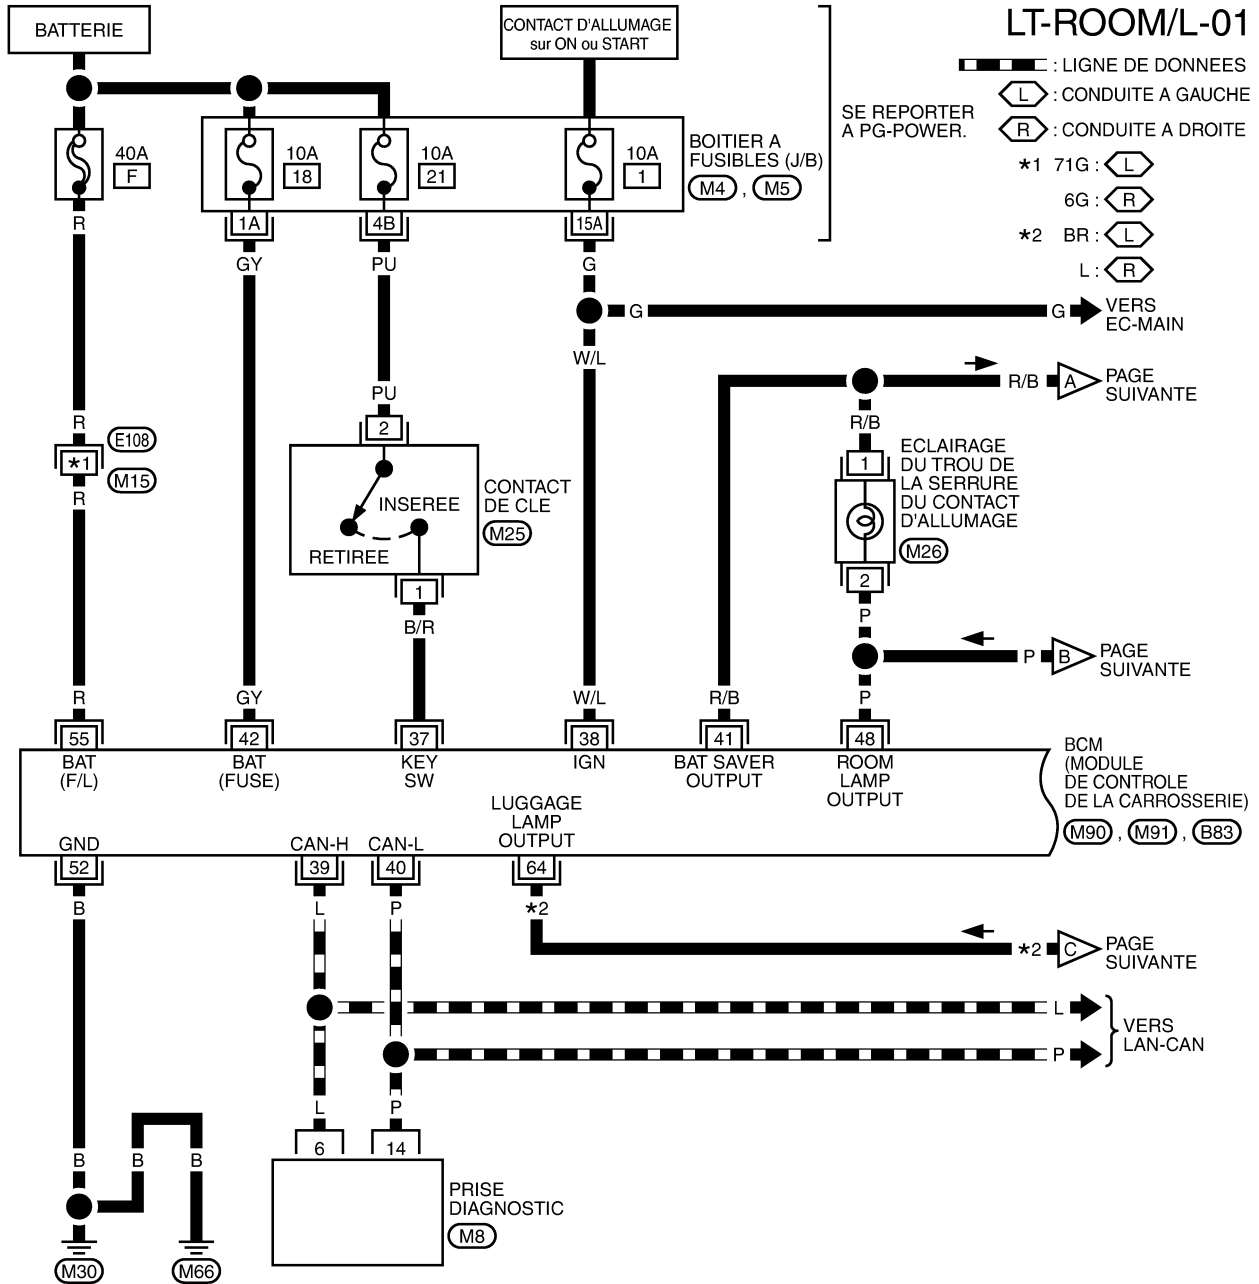 LT-ROOM/L-01
BATTERIE
CONTACT D'ALLUMAGE
sur ON ou START
: LIGNE DE DONNEES
L : CONDUITE A GAUCHE
R : CONDUITE A DROITE
*1 71G : L
6G : R
*2 BR : L
L : R
SE REPORTER
A PG-POWER.
40A
F
10A
18
10A
21
10A
1
BOITIER A
FUSIBLES (J/B)
M4 , M5
1A
4B
15A
R
GY
PU
G
G
G
VERS
EC-MAIN
W/L
R/B
A
PAGE
SUIVANTE
PU
R/B
R
E108
*1
M15
R
2
INSEREE
RETIREE
CONTACT
DE CLE
M25
1
B/R
1
ECLAIRAGE
DU TROU DE
LA SERRURE
DU CONTACT
D'ALLUMAGE
M26
2
P
P
B
PAGE
SUIVANTE
R
GY
W/L
R/B
P
55
42
37
38
41
48
BAT
(F/L)
BAT
(FUSE)
KEY
SW
IGN
BAT SAVER
OUTPUT
ROOM
LAMP
OUTPUT
BCM
(MODULE
DE CONTROLE
DE LA CARROSSERIE)
M90 , M91 , B83
GND
CAN-H
CAN-L
LUGGAGE
LAMP
OUTPUT
52
39
40
64
B
L
P
*2
*2
C
PAGE
SUIVANTE
L
P
VERS
LAN-CAN
L
P
B
B
B
6
14
PRISE
DIAGNOSTIC
M8
M30
M66